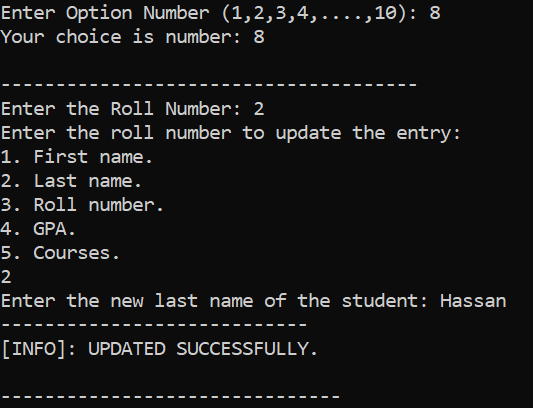 Enter Option Number (1,2,3,4,....,10): 8
Your choice is number: 8
--------------------------------------
Enter the Roll Number: 2
Enter the roll number to update the entry:
1. First name.
2. Last name.
3. Roll number.
4. GPA.
5. Courses.
2
Enter the new last name of the student: Hassan
----------------------------
[INFO]: UPDATED SUCCESSFULLY.
-------------------------------